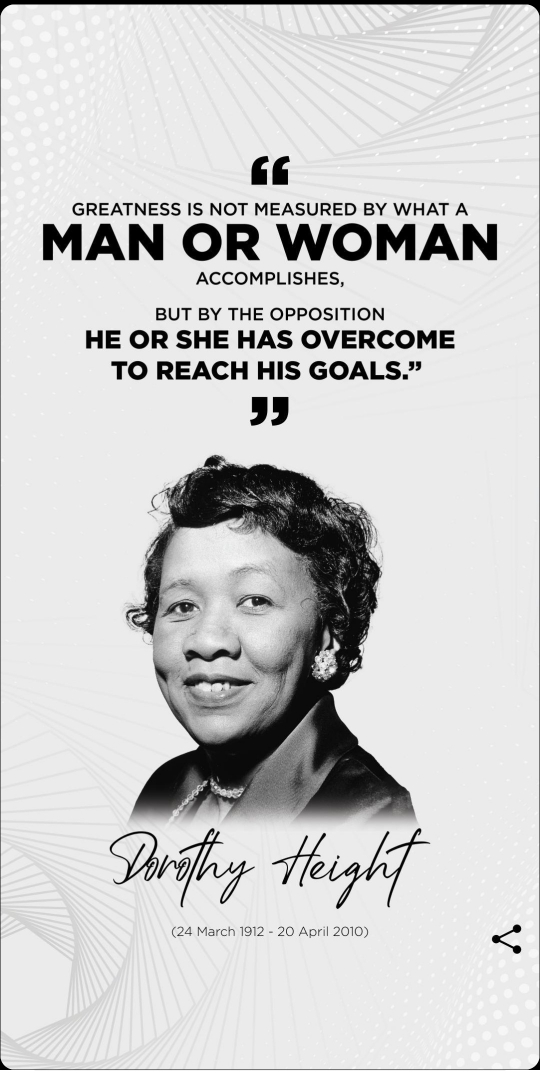 “
GREATNESS IS NOT MEASURED BY WHAT A
MAN OR WOMAN
ACCOMPLISHES,
BUT BY THE OPPOSITION
HE OR SHE HAS OVERCOME
TO REACH HIS GOALS.”
”
Dorothy Height
(24 March 1912 - 20 April 2010)